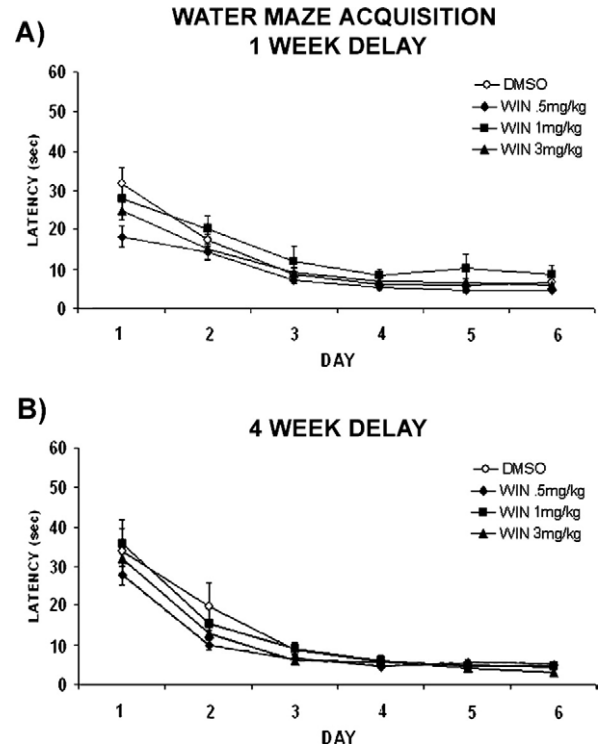 WATER MAZE ACQUISITION
A)
1 WEEK DELAY
60
50
40
30
20
10
0
LATENCY (sec)
DMSO
WIN .5mg/kg
WIN 1mg/kg
WIN 3mg/kg
1 2 3 4 5 6
DAY
B)
4 WEEK DELAY
60
50
40
30
20
10
0
LATENCY (sec)
DMSO
WIN .5mg/kg
WIN 1mg/kg
WIN 3mg/kg
1 2 3 4 5 6
DAY